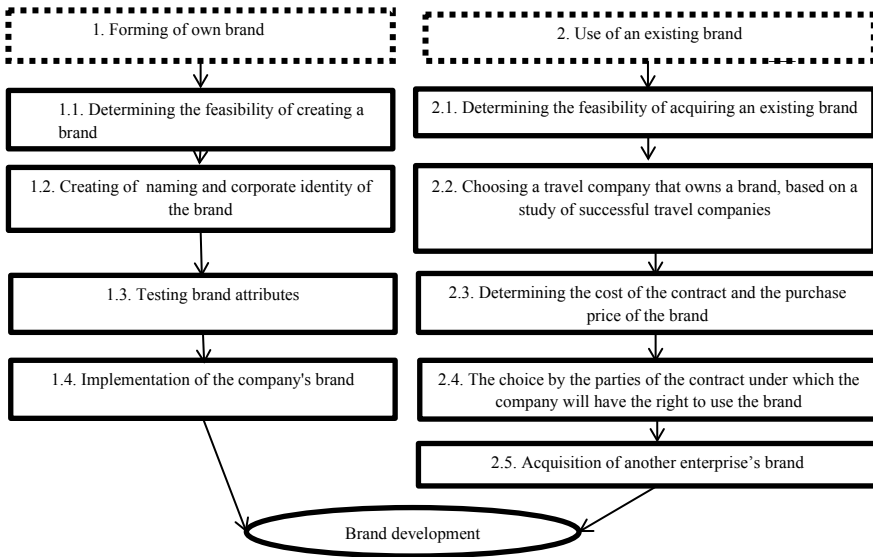 1. Forming of own brand
1.1. Determining the feasibility of creating a
brand
1.2. Creating of naming and corporate identity of
the brand
1.3. Testing brand attributes
1.4. Implementation of the company's brand
2. Use of an existing brand
2.1. Determining the feasibility of acquiring an existing brand
2.2. Choosing a travel company that owns a brand, based on a
study of successful travel companies
2.3. Determining the cost of the contract and the purchase
price of the brand
2.4. The choice by the parties of the contract under which the
company will have the right to use the brand
2.5. Acquisition of another enterprise’s brand
Brand development